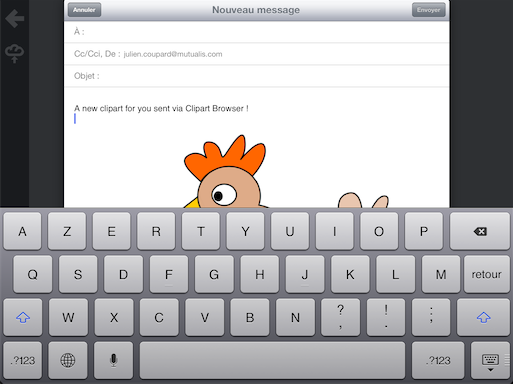 Annuler Nouveau message Envoyer
À :
Cc/Cci, De : julien.coupard@mutualis.com
Objet :
A new clipart for you sent via Clipart Browser !
A Z E R T Y U I O P
Q S D F G H J K L M retour
W X C V B N ? , ! . : ;
.?123 .?123